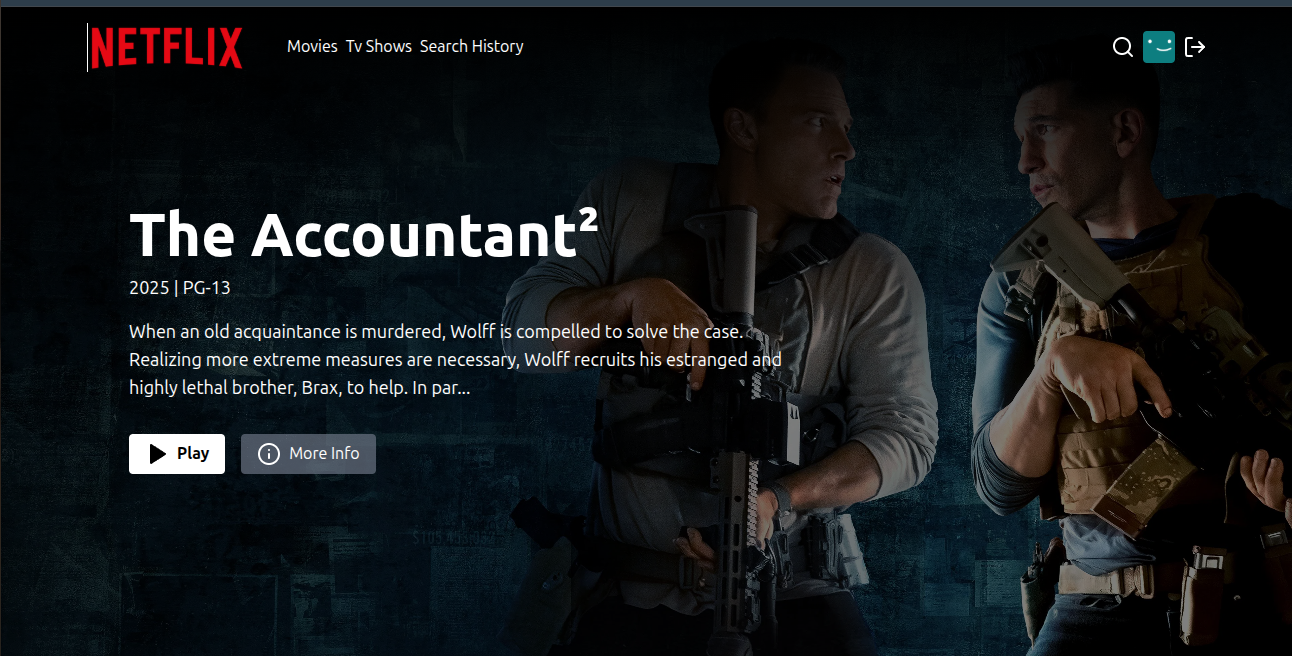 NETFLIX
Movies Tv Shows Search History
The Accountant²
2025 | PG-13
When an old acquaintance is murdered, Wolff is compelled to solve the case.
Realizing more extreme measures are necessary, Wolff recruits his estranged and
highly lethal brother, Brax, to help. In par...
Play
More Info